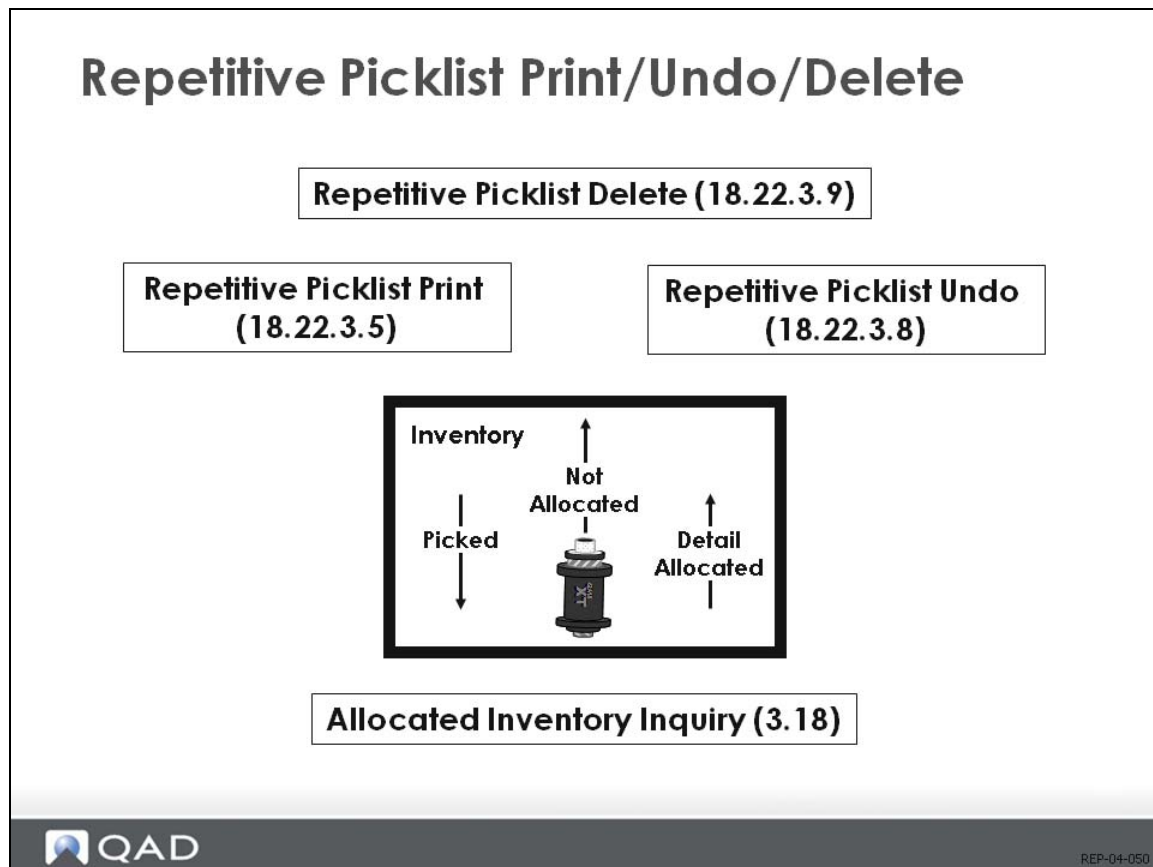 Repetitive Picklist Print/Undo/Delete
Repetitive Picklist Delete (18.22.3.9)
Repetitive Picklist Print
(18.22.3.5)
Repetitive Picklist Undo
(18.22.3.8)
Inventory
Not
Allocated
Picked
Detail
Allocated
XT
Allocated Inventory Inquiry (3.18)
QAD
REP-04-050